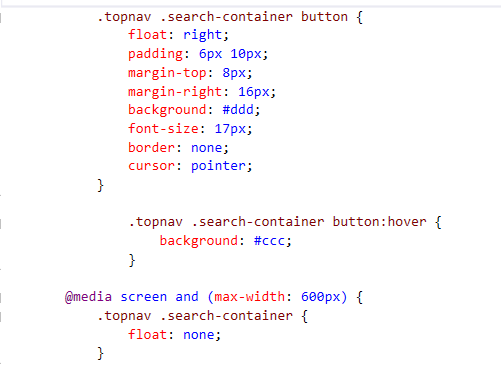 .topnav .search-container button {
float: right;
padding: 6px 10px;
margin-top: 8px;
margin-right: 16px;
background: #ddd;
font-size: 17px;
border: none;
cursor: pointer;
}
.topnav .search-container button:hover {
background: #ccc;
}
@media screen and (max-width: 600px) {
.topnav .search-container {
float: none;
}